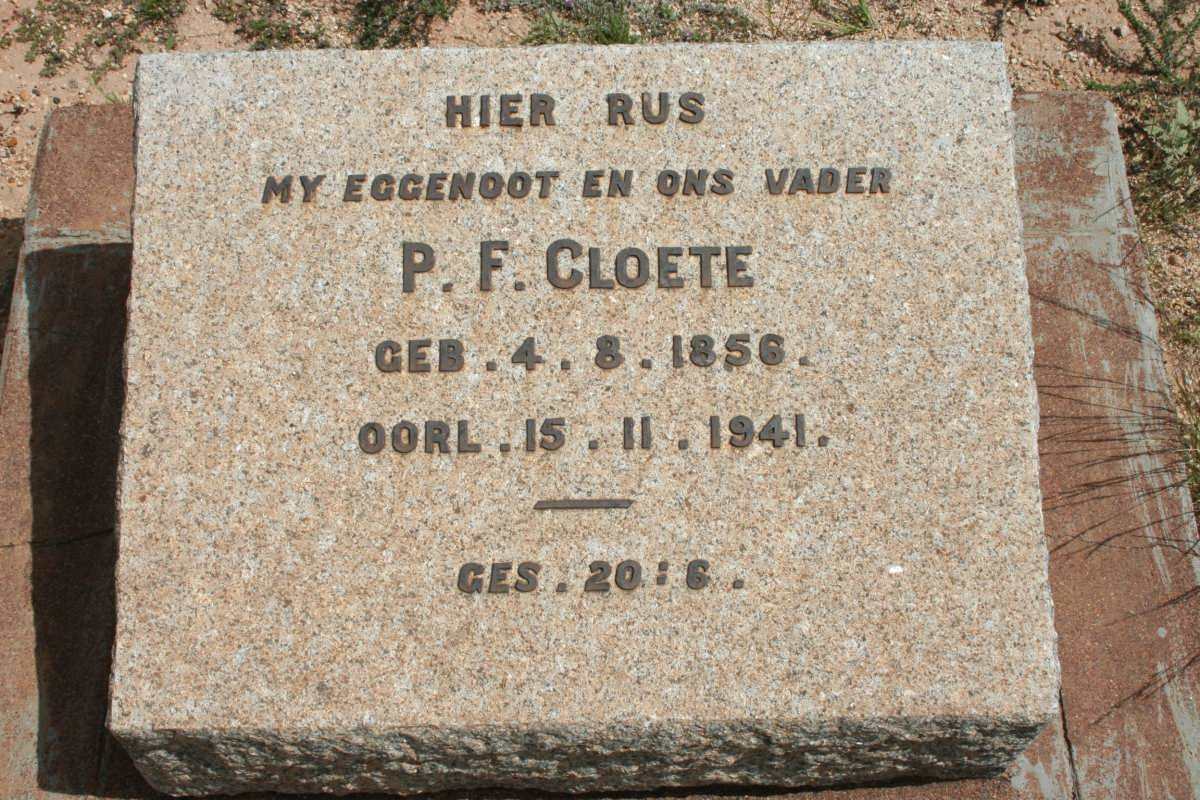 HIER RUS
MY EGGENOOT EN ONS VADER
P. F. CLOETE
GEB. 4. 8. 1856.
OORL. 15. 11. 1941.
GES. 20:6.